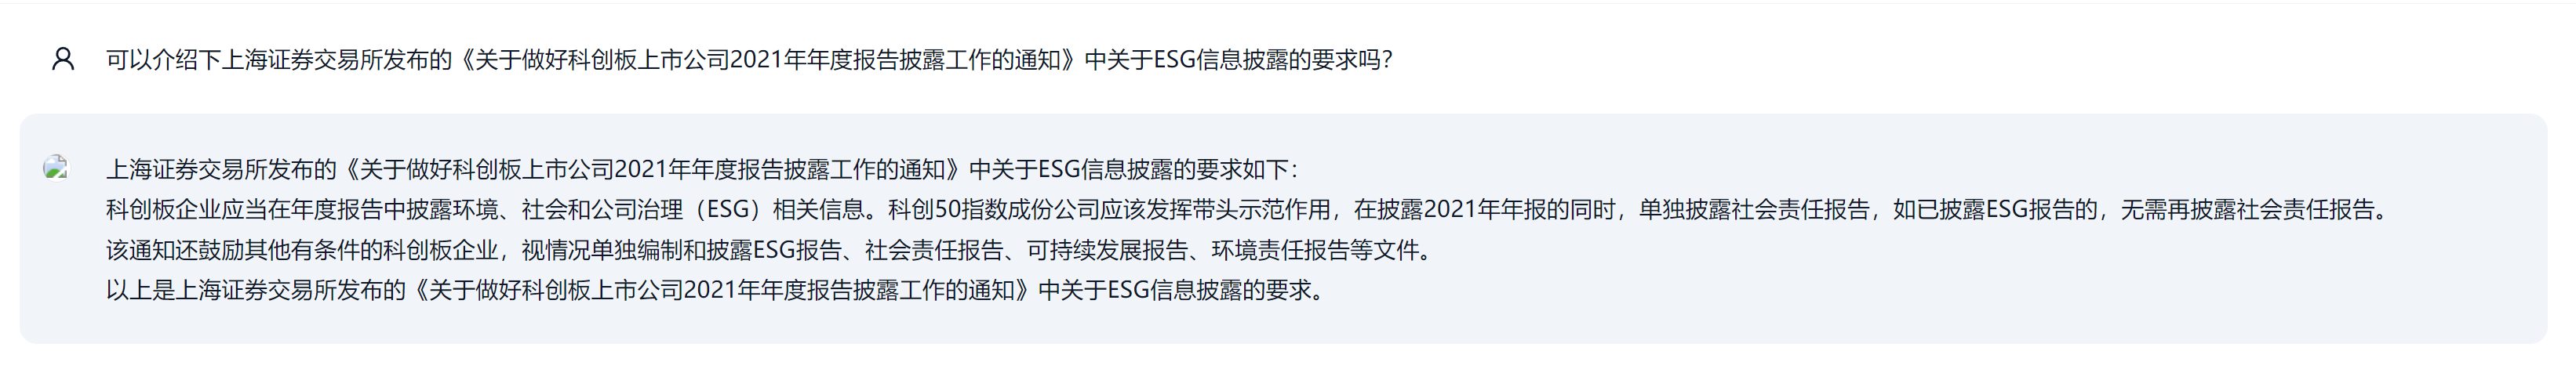 可以介绍下上海证券交易所发布的《关于做好科创板上市公司2021年年度报告披露工作的通知》中关于ESG信息披露的要求吗？
上海证券交易所发布的《关于做好科创板上市公司2021年年度报告披露工作的通知》中关于ESG信息披露的要求如下：
科创板企业应当在年度报告中披露环境、社会和公司治理（ESG）相关信息。科创50指数成份公司应该发挥带头示范作用，在披露2021年年报的同时，单独披露社会责任报告，如已披露ESG报告的，无需再披露社会责任报告。
该通知还鼓励其他有条件的科创板企业，视情况单独编制和披露ESG报告、社会责任报告、可持续发展报告、环境责任报告等文件。
以上是上海证券交易所发布的《关于做好科创板上市公司2021年年度报告披露工作的通知》中关于ESG信息披露的要求。